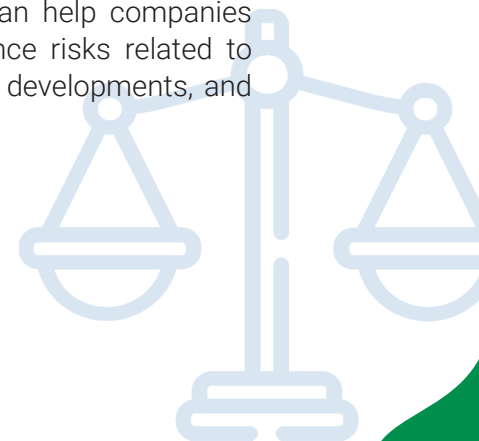 an help companies
nce risks related to
developments, and